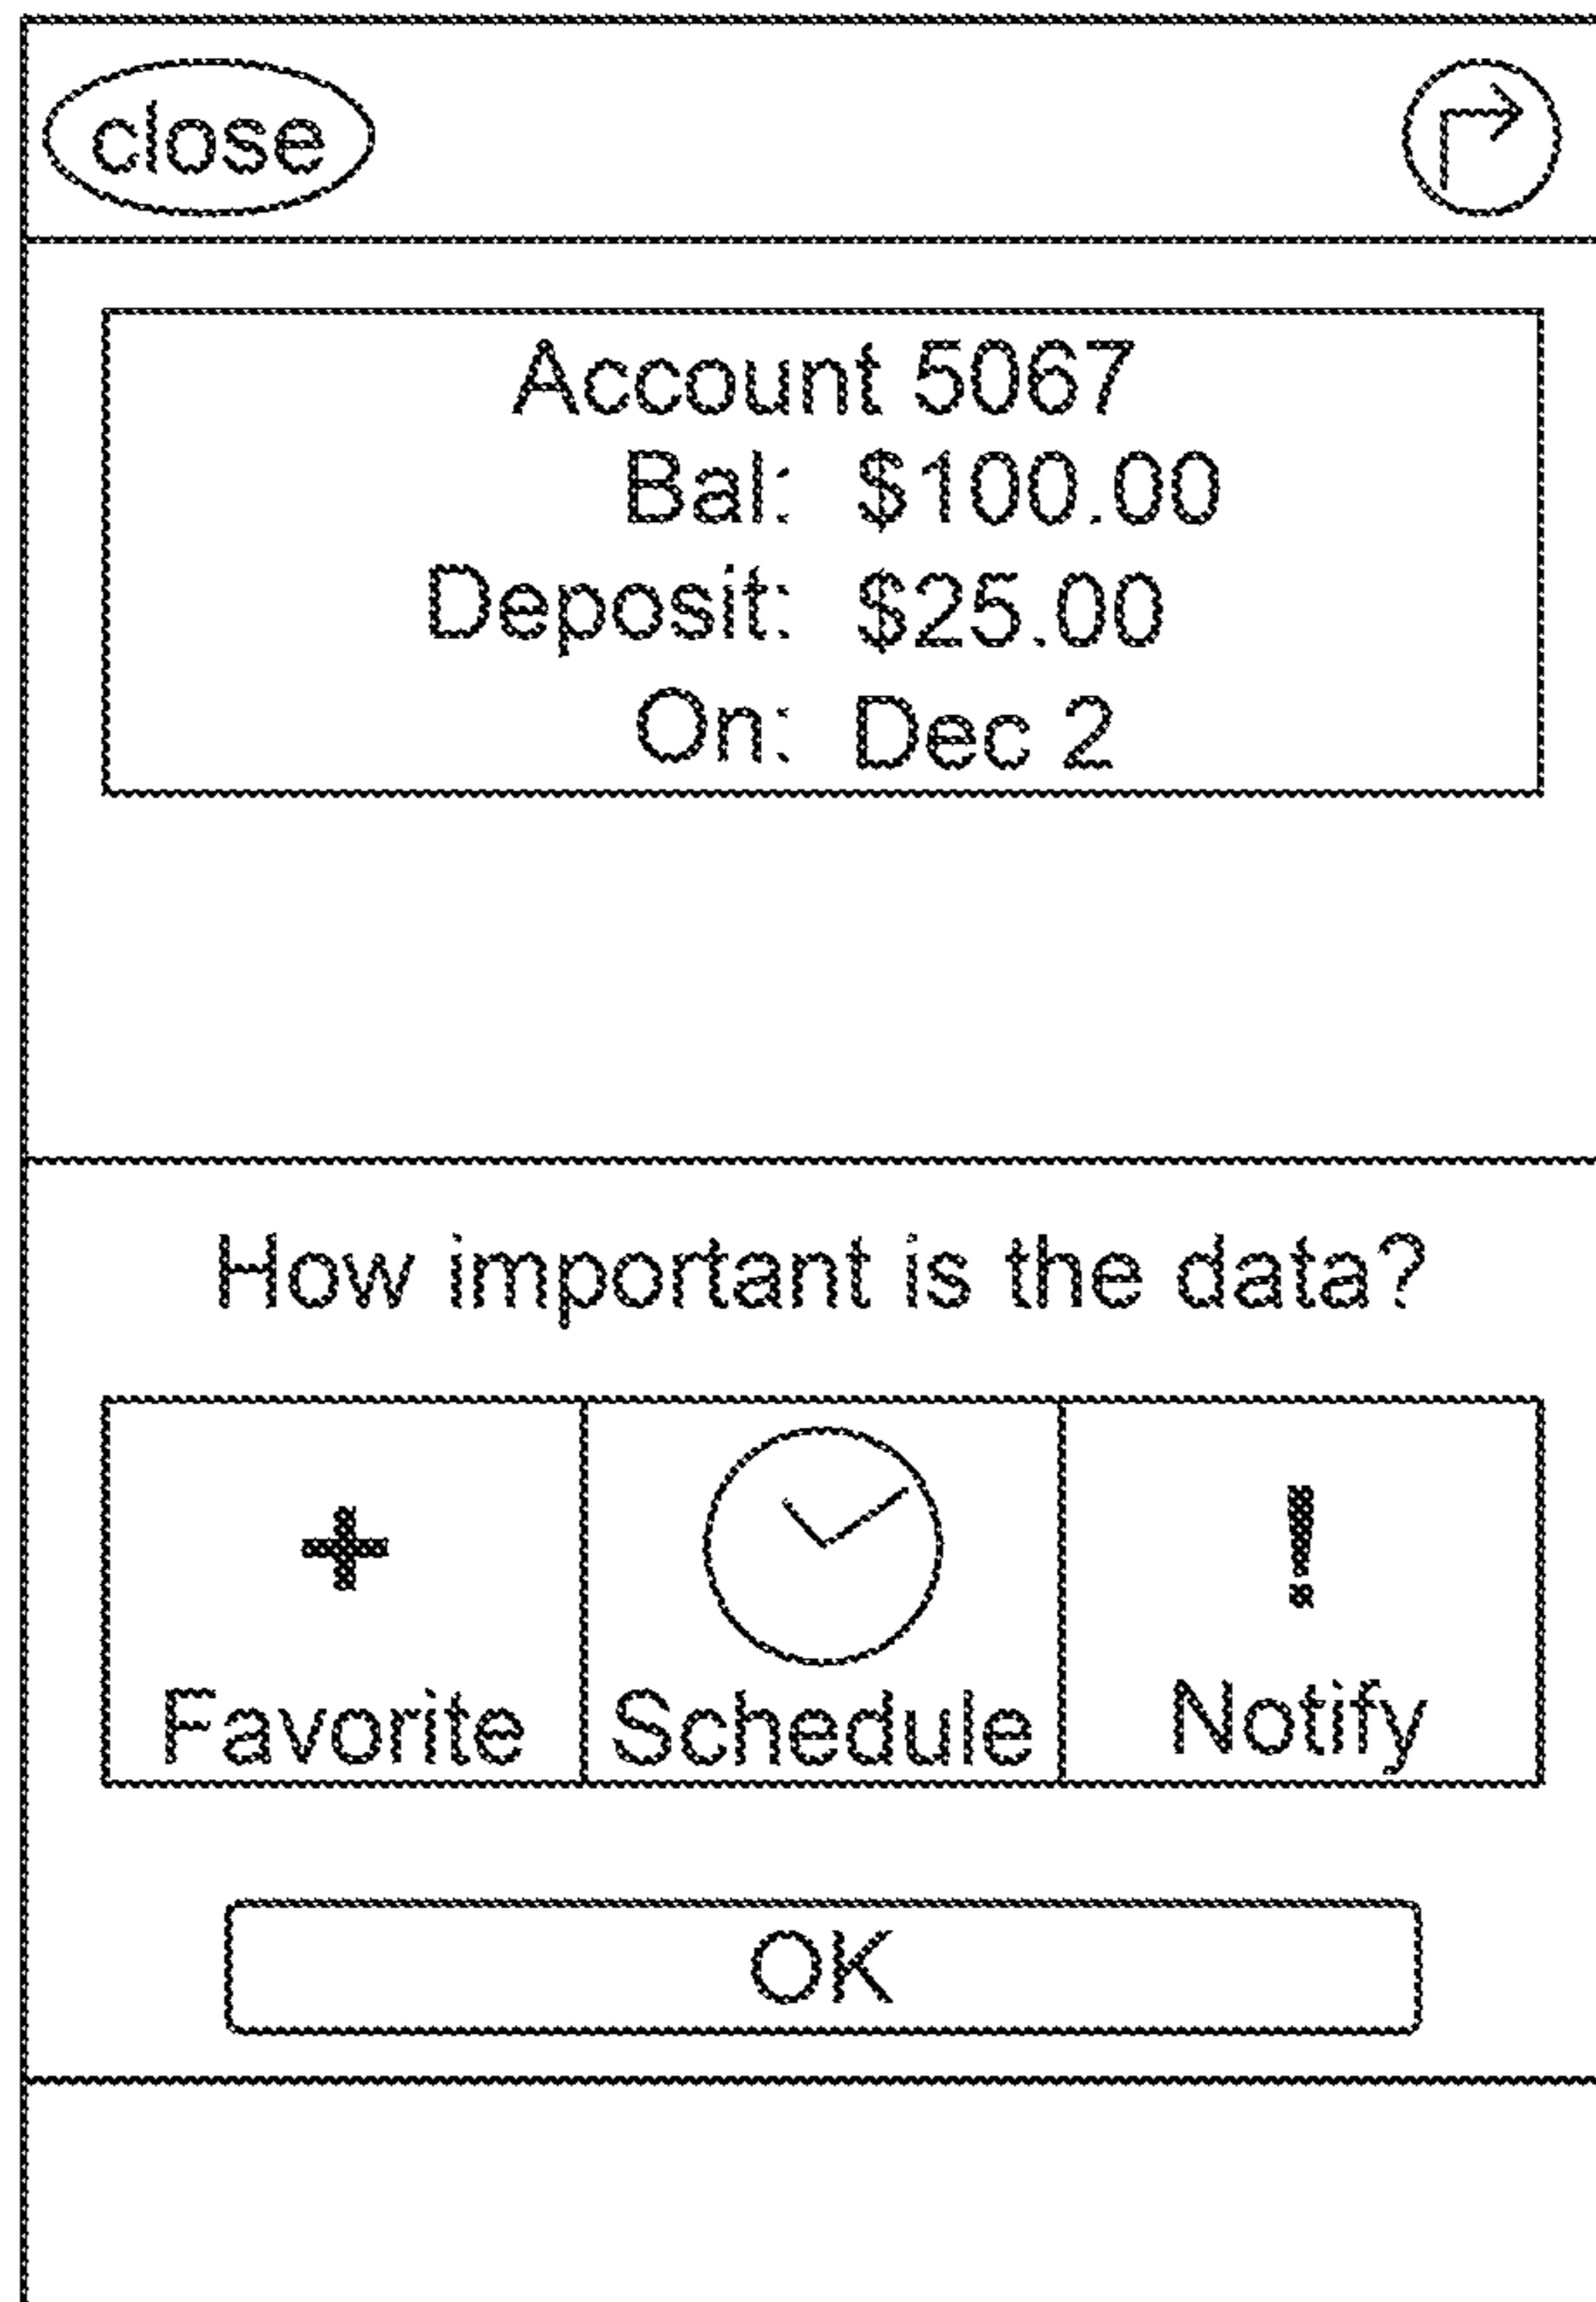 close
Account 5067
Bal: $100.00
Deposit: $25.00
On: Dec 2
How important is the data?
+ ! 
Favorite Schedule Notify
OK